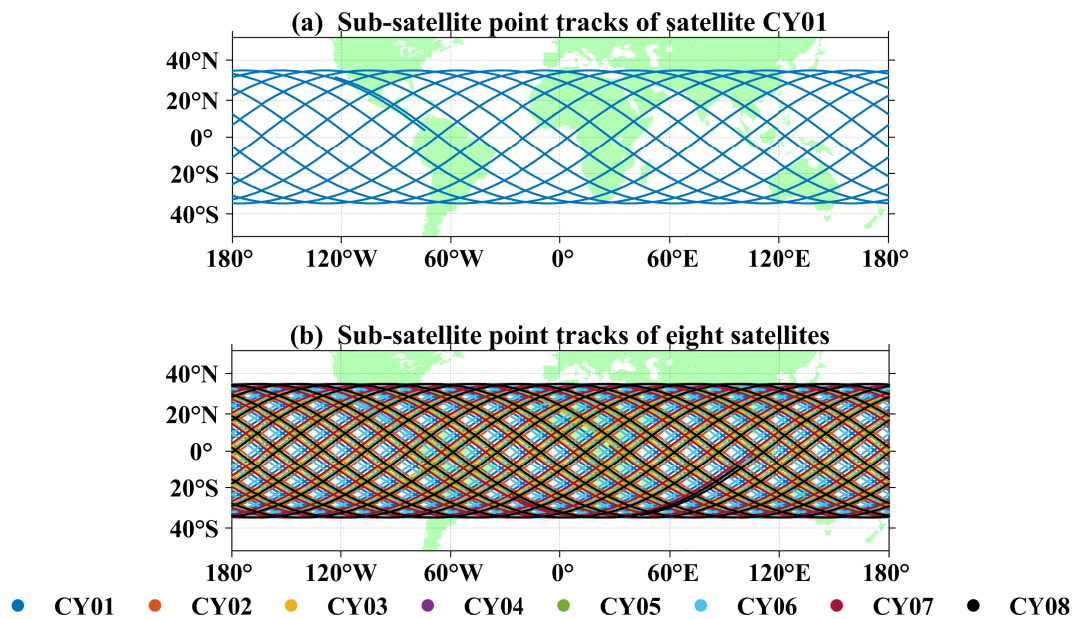 (a) Sub-satellite point tracks of satellite CY01
40°N
20°N
0°
20°S
40°S
180° 120°W 60°W 0° 60°E 120°E 180°
(b) Sub-satellite point tracks of eight satellites
40°N
20°N
0°
20°S
40°S
180° 120°W 60°W 0° 60°E 120°E 180°
CY01 CY02 CY03 CY04 CY05 CY06 CY07 CY08